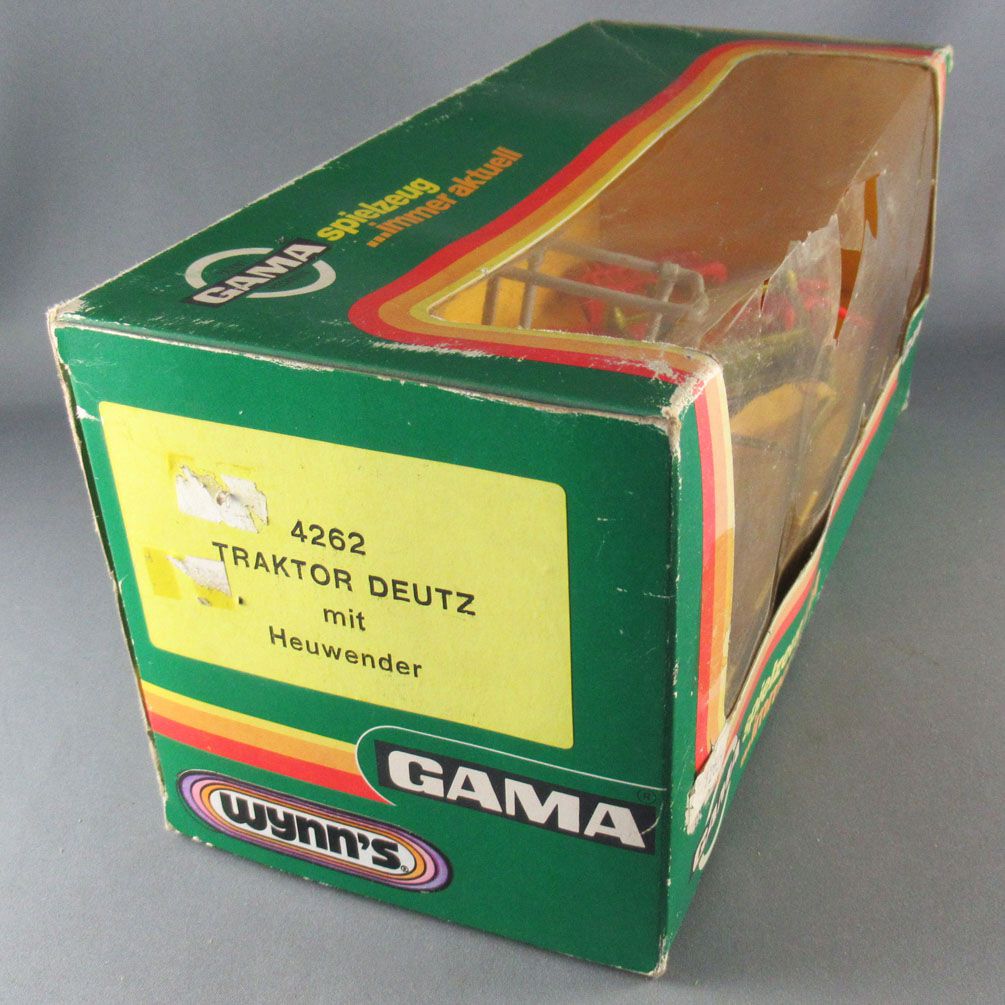 GAMA
spielzeug
...immer aktuell
4262
TRAKTOR DEUTZ
mit
Heuwender
GAMA®
WYNN'S®